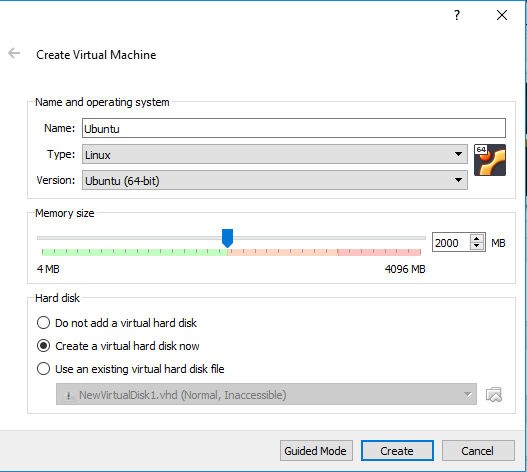 ?
Create Virtual Machine
Name and operating system
Name: Ubuntu
Type: Linux
64
Version: Ubuntu (64-bit)
Memory size
2000 MB
4 MB 4096 MB
Hard disk
Do not add a virtual hard disk
Create a virtual hard disk now
Use an existing virtual hard disk file
NewVirtualDisk1.vhd (Normal, Inaccessible)
Guided Mode Create Cancel